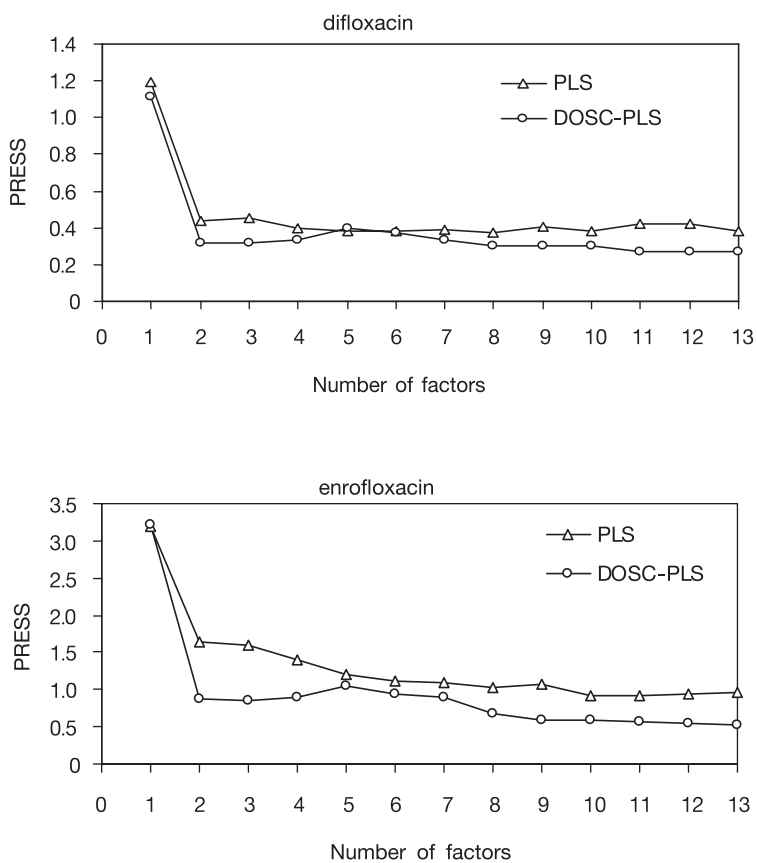 difloxacin
1.4
1.2
1.0
0.8
0.6
0.4
0.2
0
PRESS
PLS
DOSC-PLS
0 1 2 3 4 5 6 7 8 9 10 11 12 13
Number of factors
enrofloxacin
3.5
3.0
2.5
2.0
1.5
1.0
0.5
0
PRESS
PLS
DOSC-PLS
0 1 2 3 4 5 6 7 8 9 10 11 12 13
Number of factors